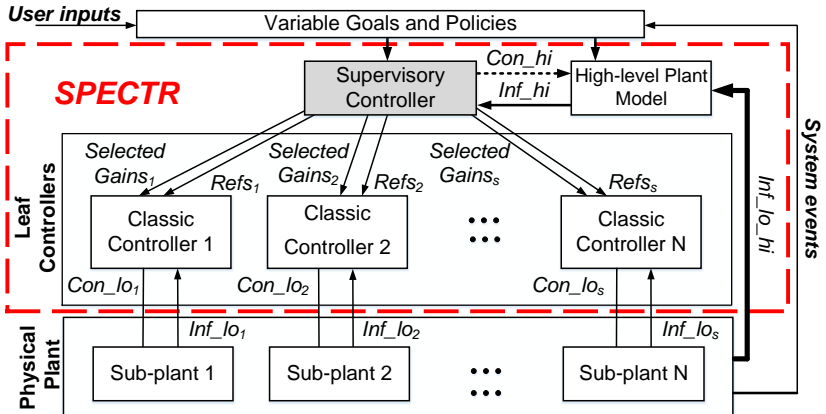 User inputs
Variable Goals and Policies
SPECTR
Supervisory
Controller
Con_hi
Inf_hi
High-level Plant
Model
System events
Inf_lo_hi
Leaf
Controllers
Selected
Gains1
Refs1
Selected
Gains2
Refs2
Selected
Gainss
Refss
Classic
Controller 1
Classic
Controller 2
•••
•••
Classic
Controller N
Con_lo1
Inf_lo1
Con_lo2
Inf_lo2
Con_los
Inf_los
Physical
Plant
Sub-plant 1
Sub-plant 2
•••
•••
Sub-plant N